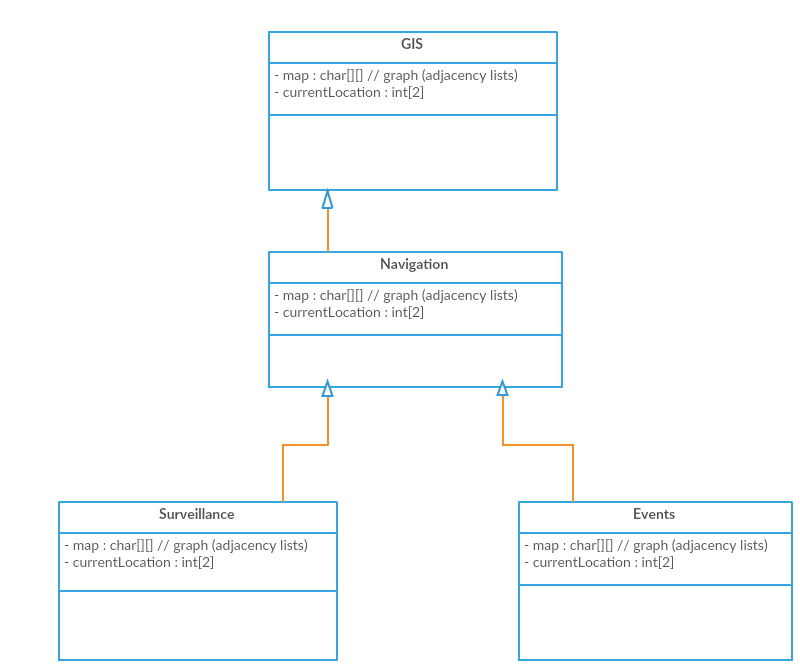 GIS
- map : char[][] // graph (adjacency lists)
- currentLocation : int[2]
Navigation
- map : char[][] // graph (adjacency lists)
- currentLocation : int[2]
Surveillance
- map : char[][] // graph (adjacency lists)
- currentLocation : int[2]
Events
- map : char[][] // graph (adjacency lists)
- currentLocation : int[2]